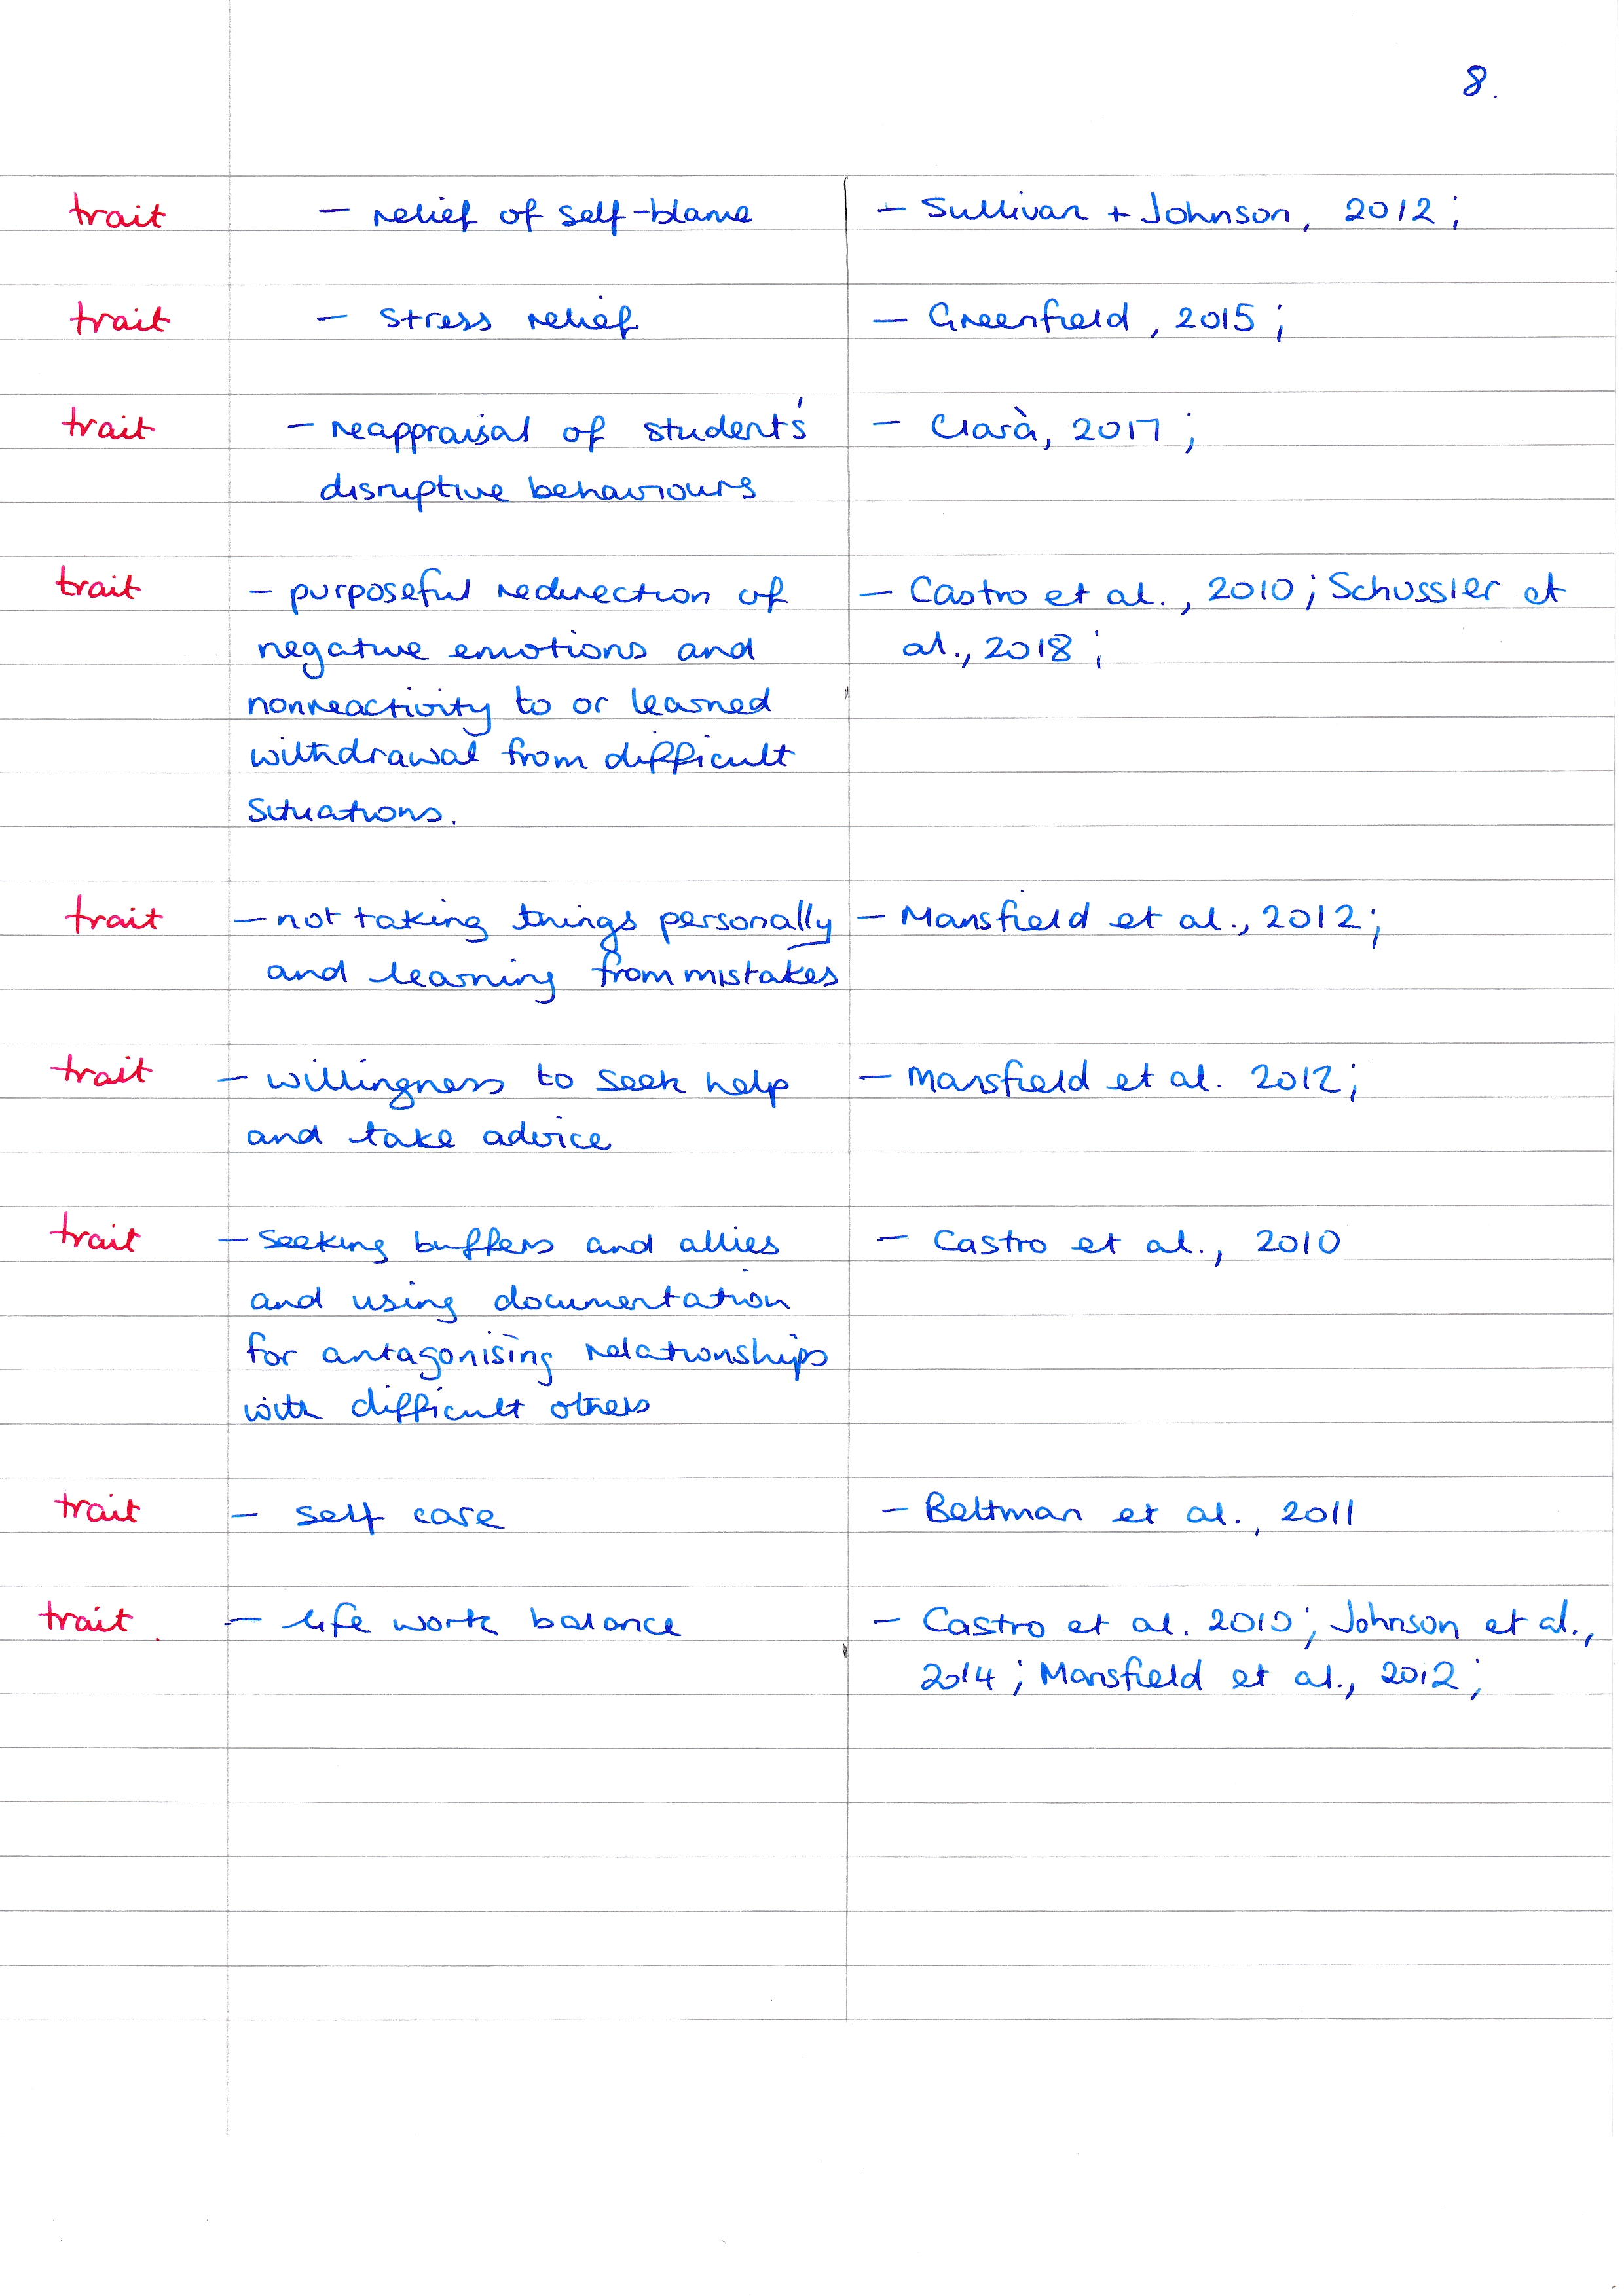 8.
trait - relief of self-blame - Sullivan + Johnson, 2012;
trait - stress relief - Greenfield, 2015;
trait - reappraisal of students' - Clarà, 2017;
disruptive behaviours
trait - purposeful redirection of - Castro et al., 2010; Schussler et
negative emotions and al., 2018;
nonreactivity to or learned
withdrawal from difficult
situations.
trait - not taking things personally - Mansfield et al., 2012;
and learning from mistakes
trait - willingness to seek help - Mansfield et al. 2012;
and take advice
trait - seeking buffers and allies - Castro et al., 2010
and using documentation
for antagonising relationships
with difficult others
trait - self care - Beltman et al., 2011
trait. - life work balance - Castro et al. 2010; Johnson et al.,
2014; Mansfield et al., 2012;